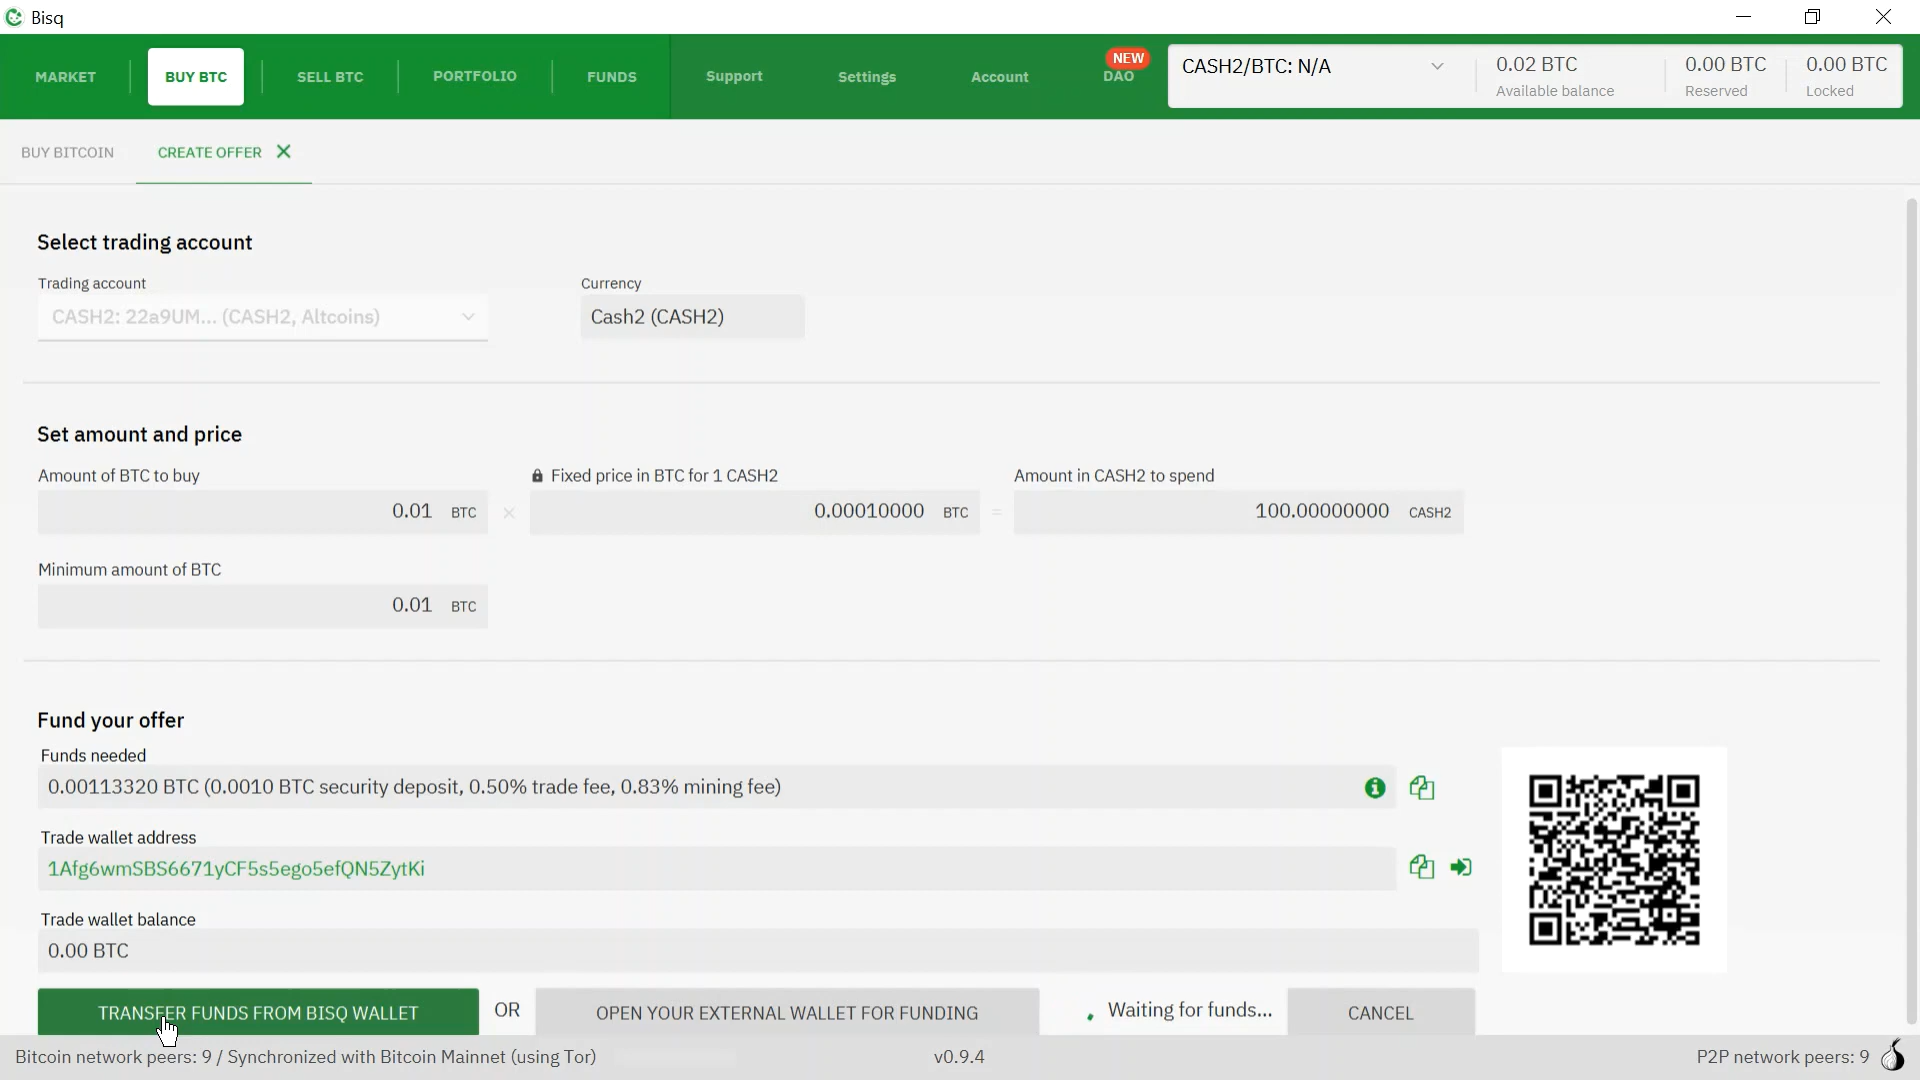 Bisq
MARKET
BUY BTC
SELL BTC
PORTFOLIO
FUNDS
Support
Settings
Account
NEW
DAO
CASH2/BTC: N/A
0.02 BTC
Available balance
0.00 BTC
Reserved
0.00 BTC
Locked
BUY BITCOIN
CREATE OFFER
Select trading account
Trading account
CASH2: 22a9UM... (CASH2, Altcoins)
Currency
Cash2 (CASH2)
Set amount and price
Amount of BTC to buy
0.01 BTC
×
Fixed price in BTC for 1 CASH2
0.00010000 BTC
=
Amount in CASH2 to spend
100.00000000 CASH2
Minimum amount of BTC
0.01 BTC
Fund your offer
Funds needed
0.00113320 BTC (0.0010 BTC security deposit, 0.50% trade fee, 0.83% mining fee)
Trade wallet address
1Afg6wmSBS6671yCF5s5ego5efQN5ZytKi
Trade wallet balance
0.00 BTC
TRANSFER FUNDS FROM BISQ WALLET
OR
OPEN YOUR EXTERNAL WALLET FOR FUNDING
Waiting for funds...
CANCEL
Bitcoin network peers: 9 / Synchronized with Bitcoin Mainnet (using Tor)
v0.9.4
P2P network peers: 9